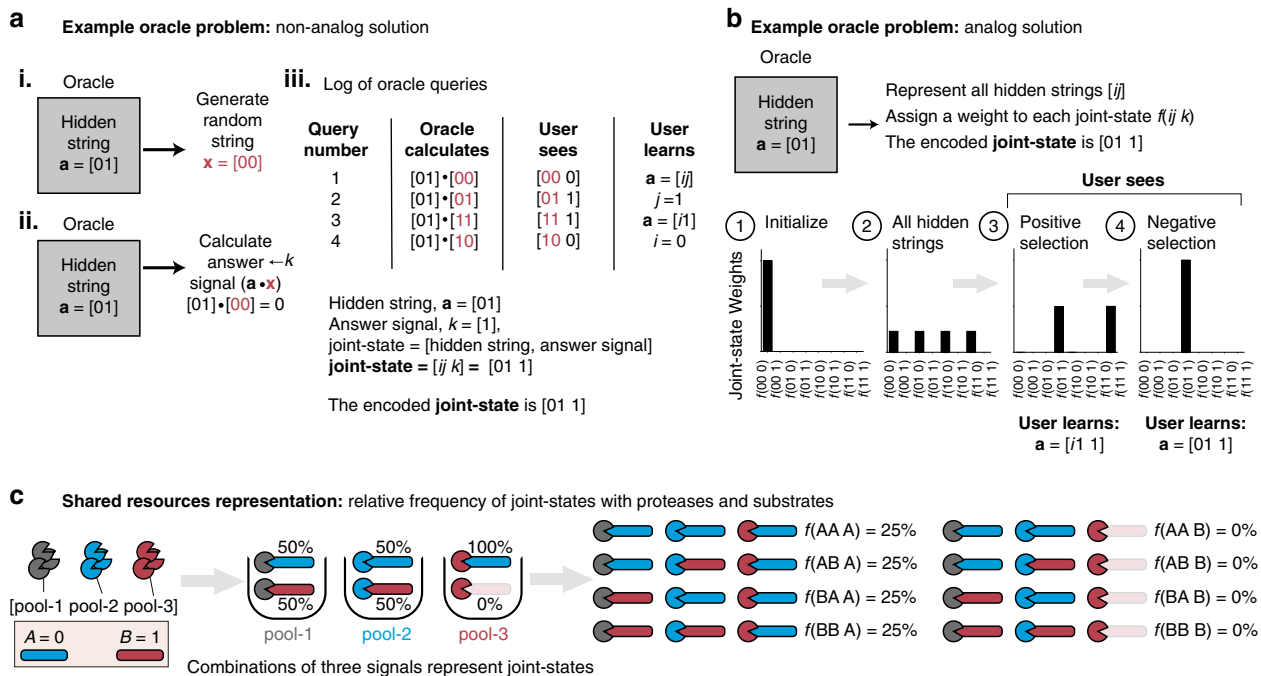 a
Example oracle problem: non-analog solution
i.
Oracle
Hidden
string
a = [01]
Generate
random
string
x = [00]
ii.
Oracle
Hidden
string
a = [01]
Calculate
answer ←k
signal (a•x)
[01]•[00] = 0
iii. Log of oracle queries
Query number | Oracle calculates | User sees | User learns
1 [01]•[00] [00 0] a = [ij]
2 [01]•[01] [01 1] j =1
3 [01]•[11] [11 1] a = [i1]
4 [01]•[10] [10 0] i = 0
Hidden string, a = [01]
Answer signal, k = [1],
joint-state = [hidden string, answer signal]
joint-state = [ij k] = [01 1]
The encoded joint-state is [01 1]
b
Example oracle problem: analog solution
Oracle
Hidden
string
a = [01]
Represent all hidden strings [ij]
Assign a weight to each joint-state f(ij k)
The encoded joint-state is [01 1]
User sees
1 Initialize
2 All hidden
strings
3 Positive
selection
4 Negative
selection
Joint-state Weights
f(00 0) f(00 1) f(01 0) f(01 1) f(10 0) f(10 1) f(11 0) f(11 1)
f(00 0) f(00 1) f(01 0) f(01 1) f(10 0) f(10 1) f(11 0) f(11 1)
f(00 0) f(00 1) f(01 0) f(01 1) f(10 0) f(10 1) f(11 0) f(11 1)
f(00 0) f(00 1) f(01 0) f(01 1) f(10 0) f(10 1) f(11 0) f(11 1)
User learns:
a = [i1 1]
User learns:
a = [01 1]
c
Shared resources representation: relative frequency of joint-states with proteases and substrates
[pool-1 pool-2 pool-3]
A = 0 B = 1
50% 50% 100%
50% 50% 0%
pool-1 pool-2 pool-3
Combinations of three signals represent joint-states
f(AA A) = 25%
f(AB A) = 25%
f(BA A) = 25%
f(BB A) = 25%
f(AA B) = 0%
f(AB B) = 0%
f(BA B) = 0%
f(BB B) = 0%